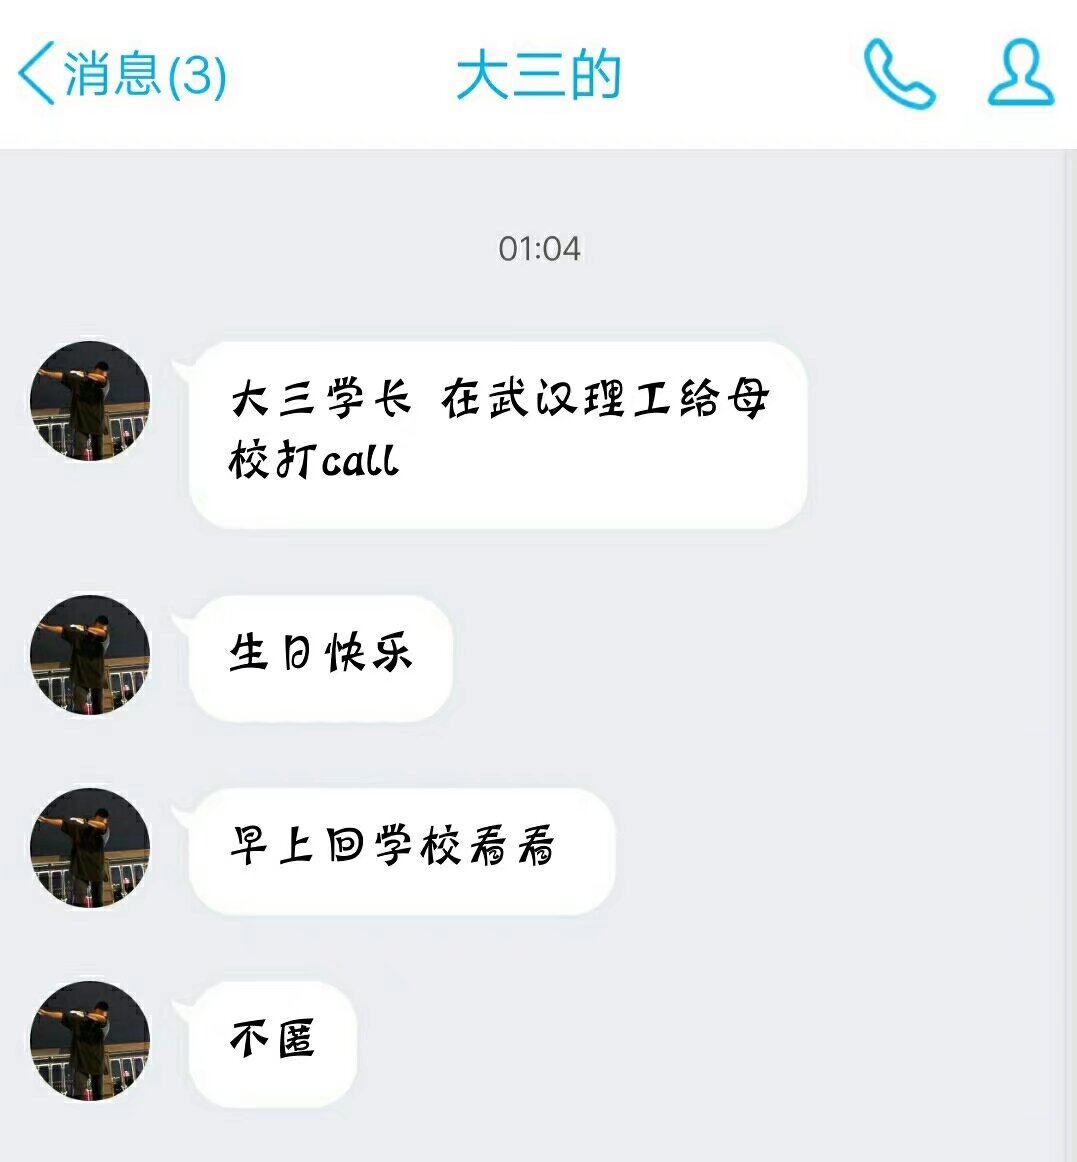 消息(3)
大三的
01:04
大三学长 在武汉理工给母
校打call
生日快乐
早上回学校看看
不匿